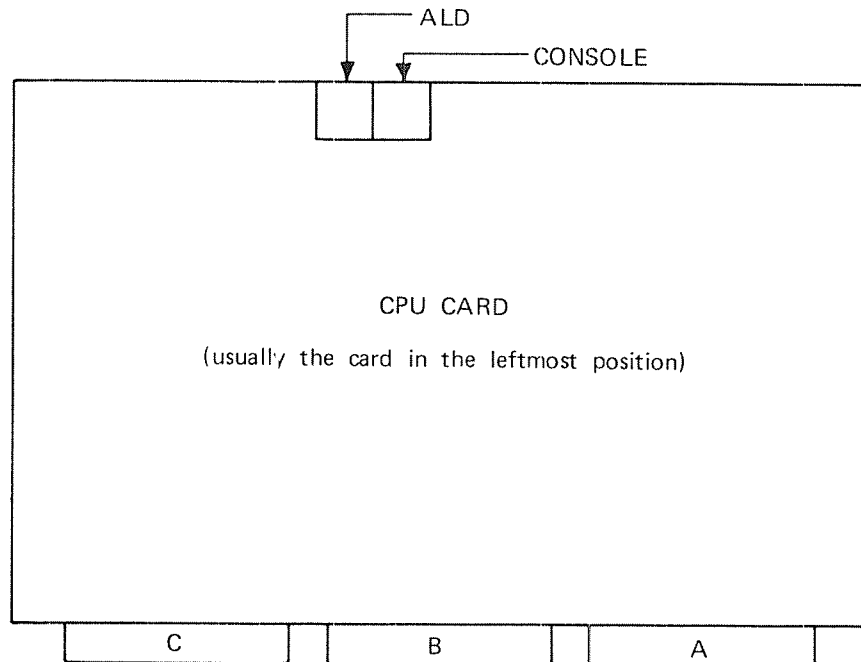 ALD
CONSOLE
CPU CARD
(usually the card in the leftmost position)
C B A